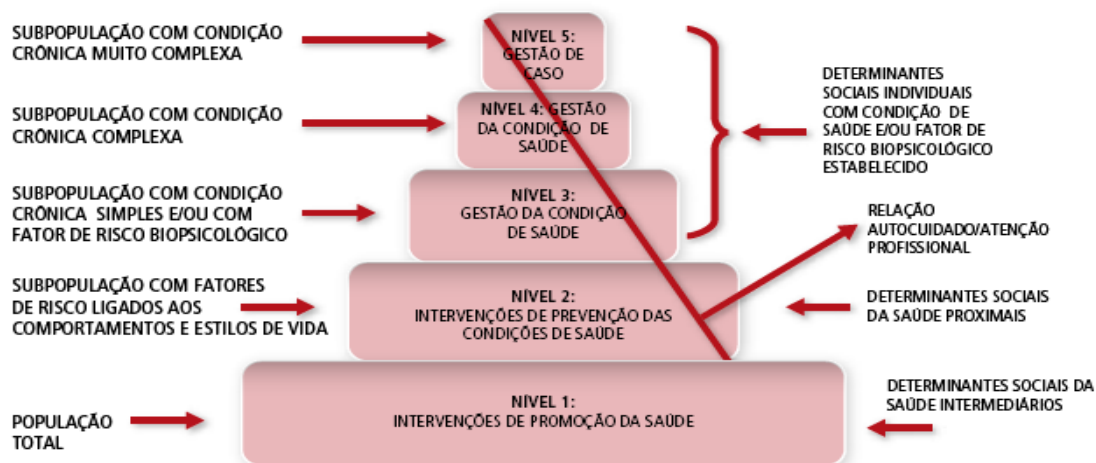 SUBPOPULAÇÃO COM CONDIÇÃO
CRÔNICA MUITO COMPLEXA
SUBPOPULAÇÃO COM CONDIÇÃO
CRÔNICA COMPLEXA
SUBPOPULAÇÃO COM CONDIÇÃO
CRÔNICA SIMPLES E/OU COM
FATOR DE RISCO BIOPSICOLÓGICO
SUBPOPULAÇÃO COM FATORES
DE RISCO LIGADOS AOS
COMPORTAMENTOS E ESTILOS DE VIDA
POPULAÇÃO
TOTAL
NÍVEL 5:
GESTÃO DE
CASO
NÍVEL 4: GESTÃO
DA CONDIÇÃO DE
SAÚDE
NÍVEL 3:
GESTÃO DA CONDIÇÃO
DE SAÚDE
NÍVEL 2:
INTERVENÇÕES DE PREVENÇÃO DAS
CONDIÇÕES DE SAÚDE
NÍVEL 1:
INTERVENÇÕES DE PROMOÇÃO DA SAÚDE
DETERMINANTES
SOCIAIS INDIVIDUAIS
COM CONDIÇÃO DE
SAÚDE E/OU FATOR DE
RISCO BIOPSICOLÓGICO
ESTABELECIDO
RELAÇÃO
AUTOCUIDADO/ATENÇÃO
PROFISSIONAL
DETERMINANTES SOCIAIS
DA SAÚDE PROXIMAIS
DETERMINANTES SOCIAIS DA
SAÚDE INTERMEDIÁRIOS